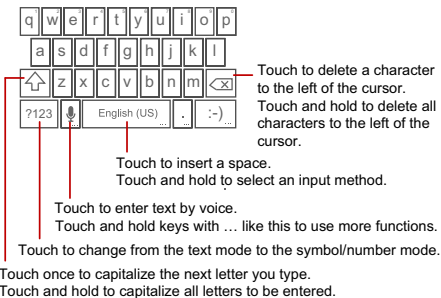 q w e r t y u i o p
a s d f g h j k l
z x c v b n m
?123 English (US) ... . :-)
Touch to delete a character
to the left of the cursor.
Touch and hold to delete all
characters to the left of the
cursor.
Touch to insert a space.
Touch and hold to select an input method.
Touch to enter text by voice.
Touch and hold keys with … like this to use more functions.
Touch to change from the text mode to the symbol/number mode.
Touch once to capitalize the next letter you type.
Touch and hold to capitalize all letters to be entered.